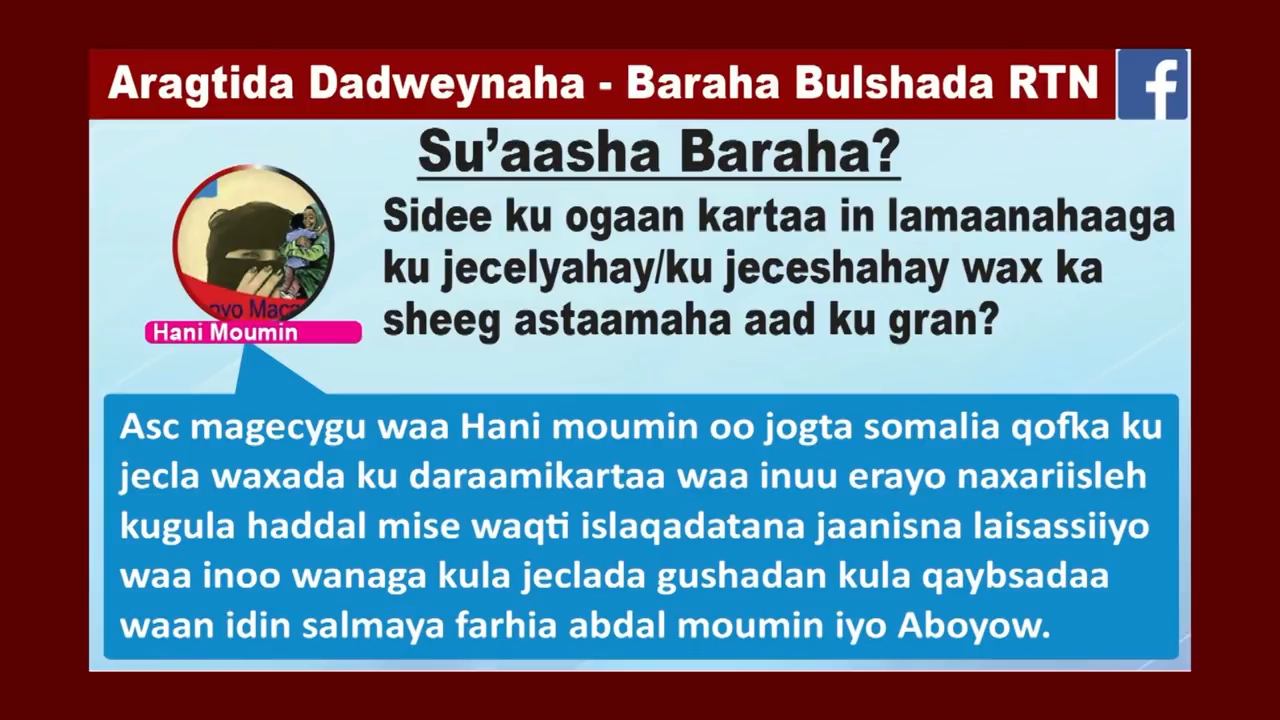 Aragtida Dadweynaha - Baraha Bulshada RTN
Su'aasha Baraha?
Sidee ku ogaan kartaa in lamaanahaaga
ku jecelyahay/ku jeceshahay wax ka
sheeg astaamaha aad ku gran?
Hani Moumin
Asc magecygu waa Hani moumin oo jogta somalia qofka ku
jecla waxada ku daraamikartaa waa inuu erayo naxariisleh
kugula haddal mise waqti islaqadatana jaanisna laisassiiyo
waa inoo wanaga kula jeclada gushadan kula qaybsadaa
waan idin salmaya farhia abdal moumin iyo Aboyow.